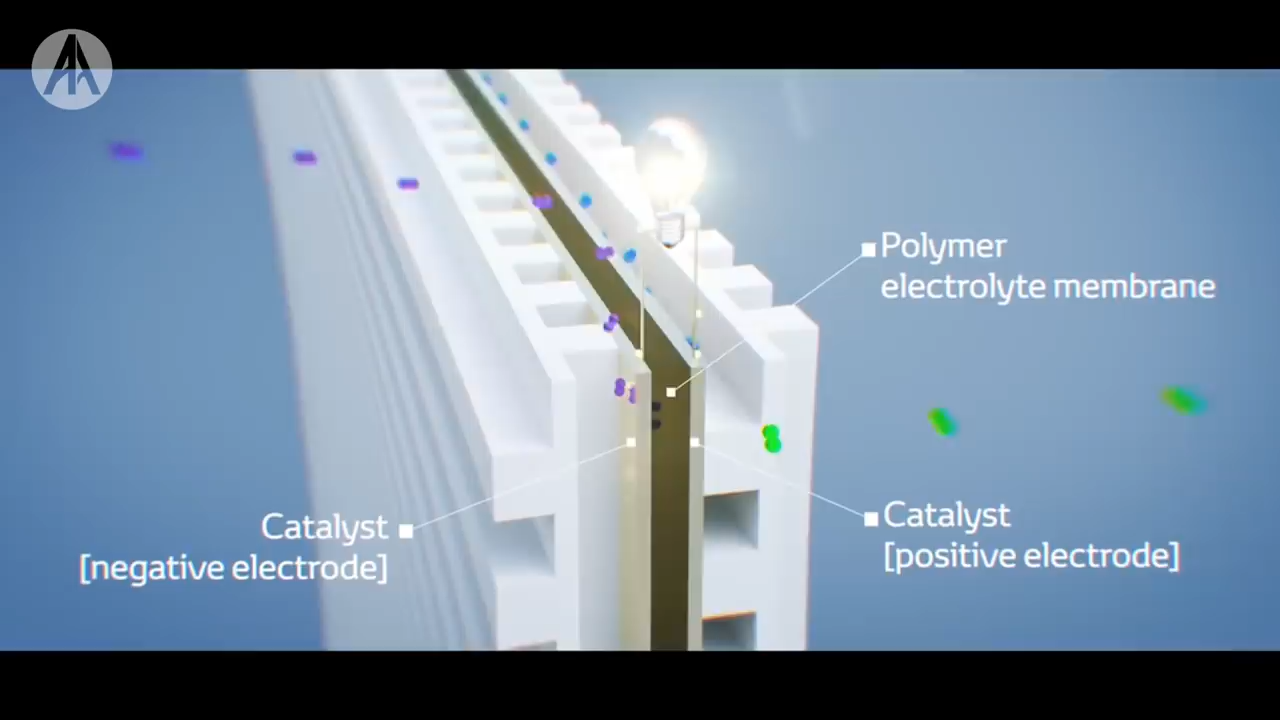 Polymer
electrolyte membrane
Catalyst
[negative electrode]
Catalyst
[positive electrode]